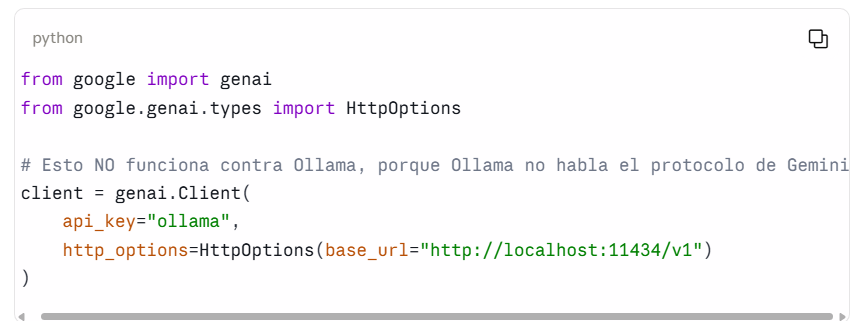 python
from google import genai
from google.genai.types import HttpOptions
# Esto NO funciona contra Ollama, porque Ollama no habla el protocolo de Gemini
client = genai.Client(
    api_key="ollama",
    http_options=HttpOptions(base_url="http://localhost:11434/v1")
)